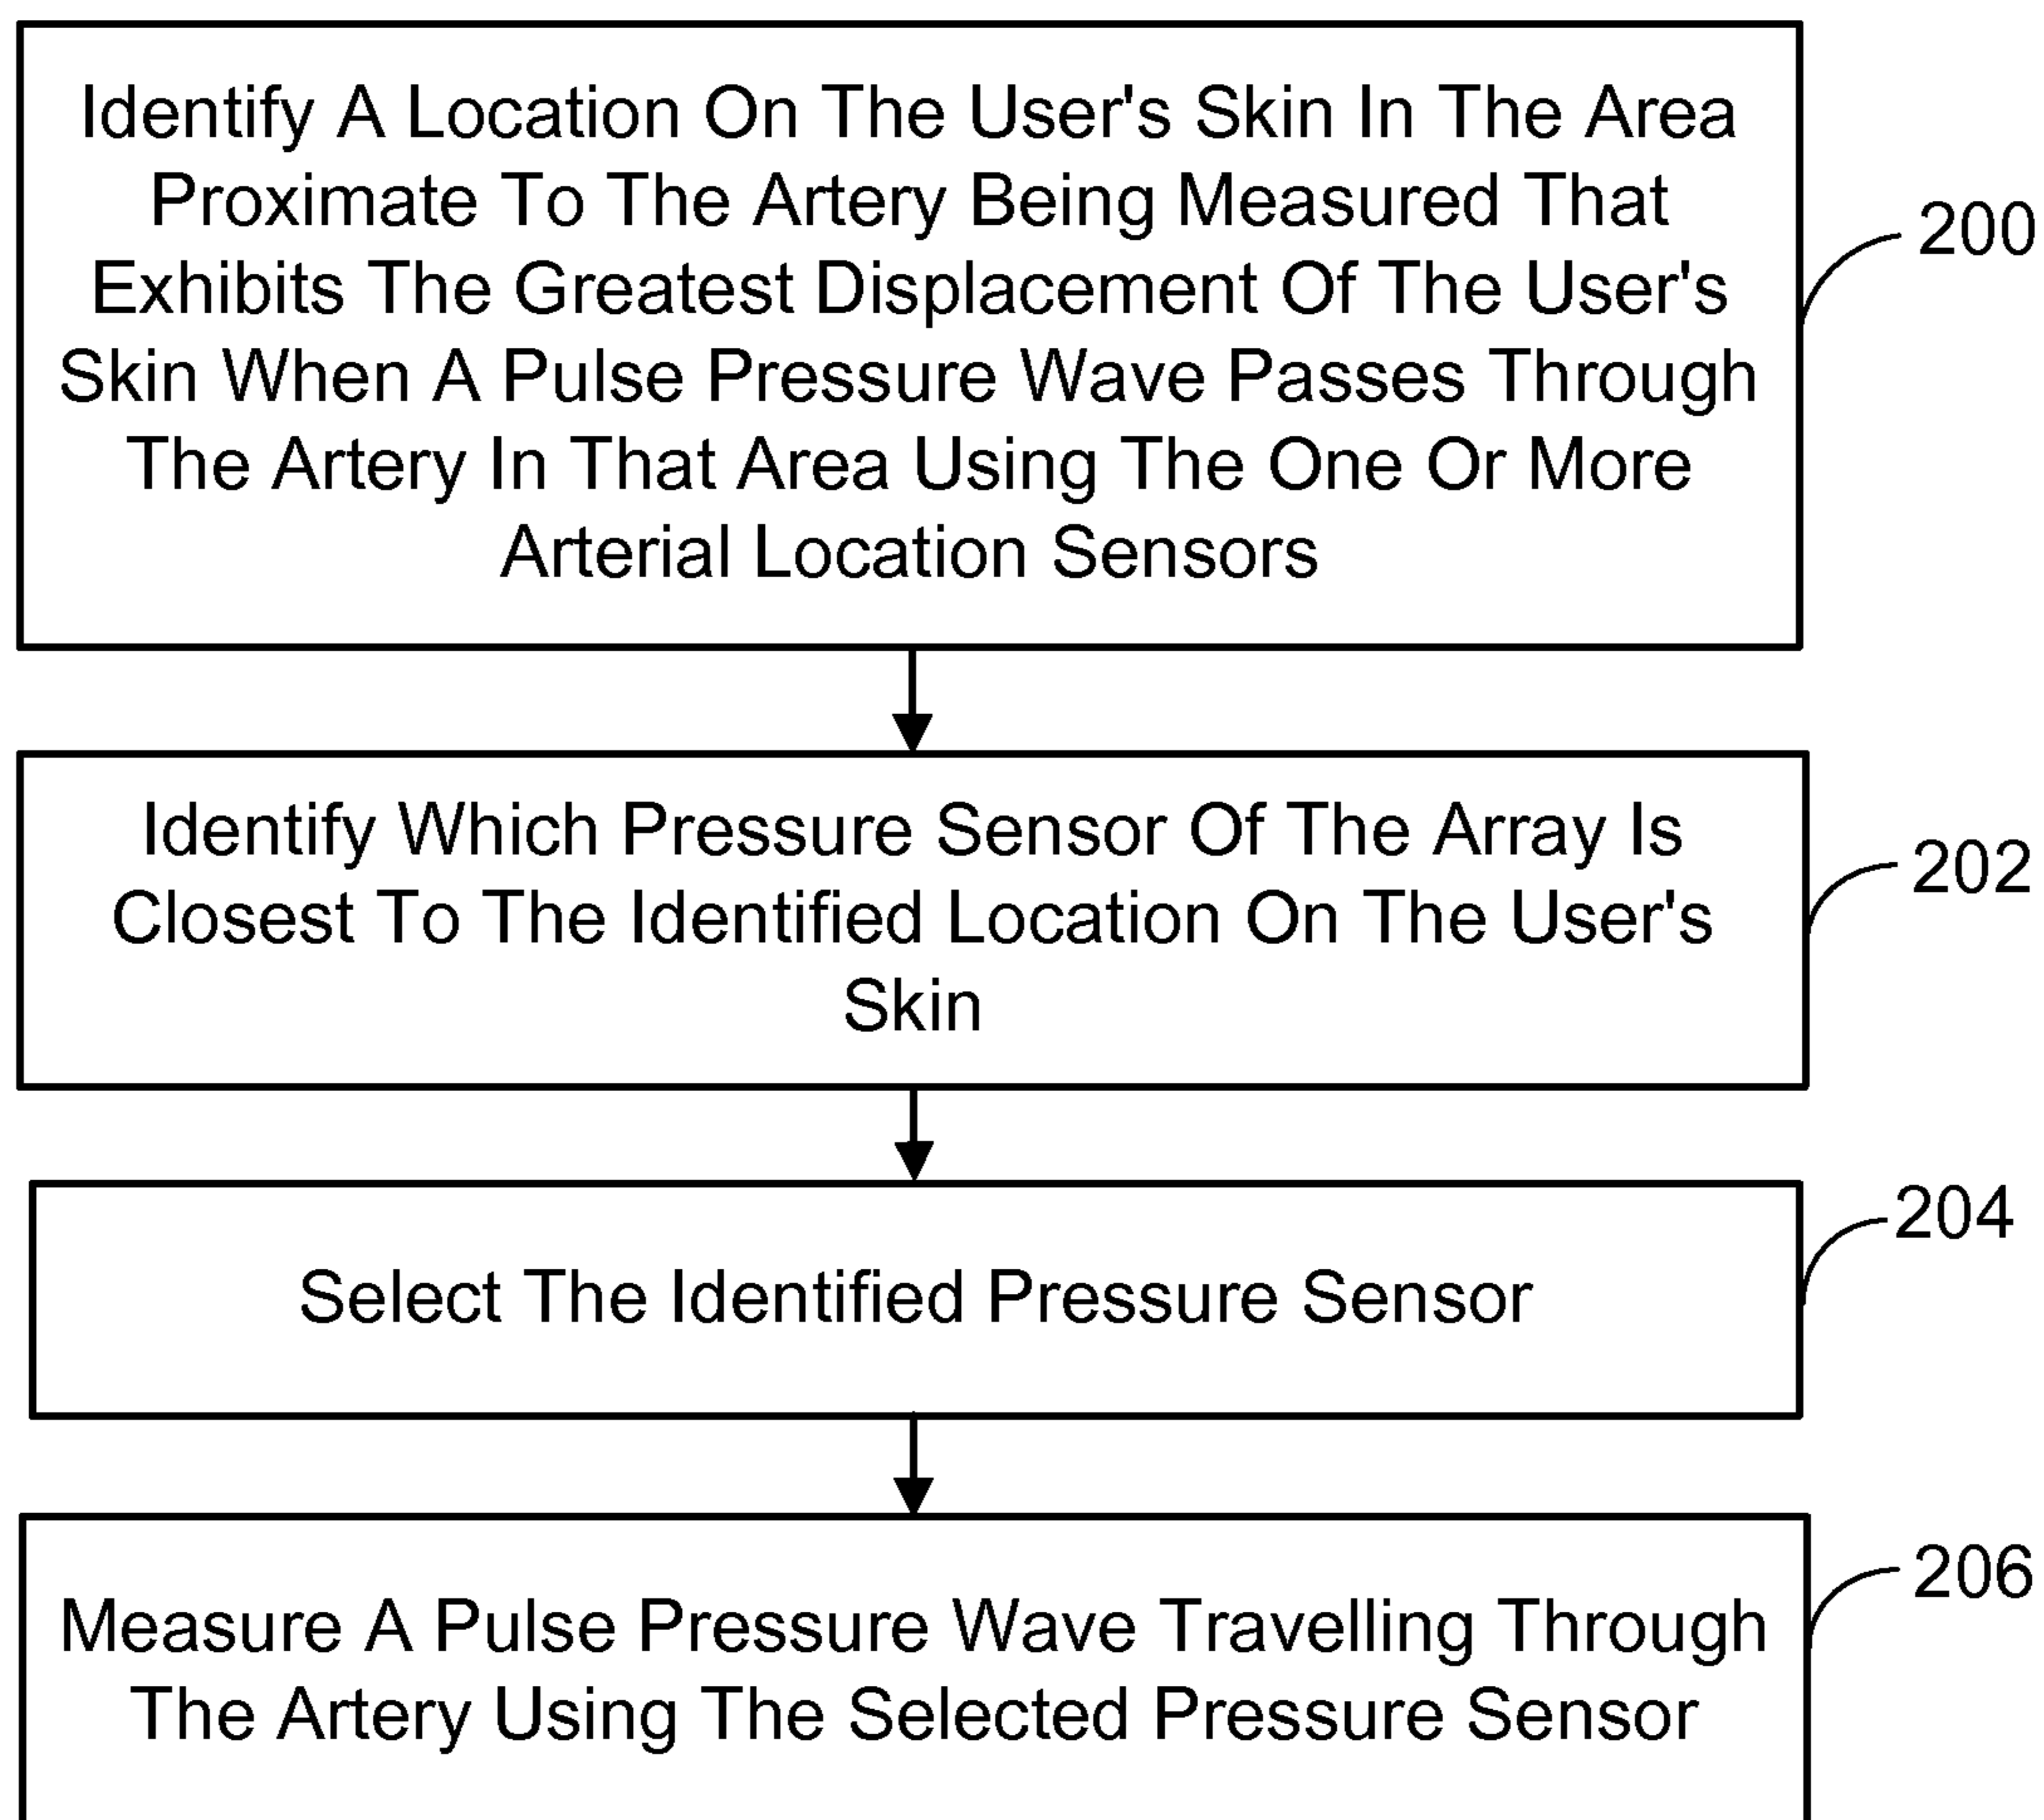 Identify A Location On The User's Skin In The Area
Proximate To The Artery Being Measured That
Exhibits The Greatest Displacement Of The User's
Skin When A Pulse Pressure Wave Passes Through
The Artery In That Area Using The One Or More
Arterial Location Sensors
200
Identify Which Pressure Sensor Of The Array Is
Closest To The Identified Location On The User's
Skin
202
Select The Identified Pressure Sensor
204
Measure A Pulse Pressure Wave Travelling Through
The Artery Using The Selected Pressure Sensor
206